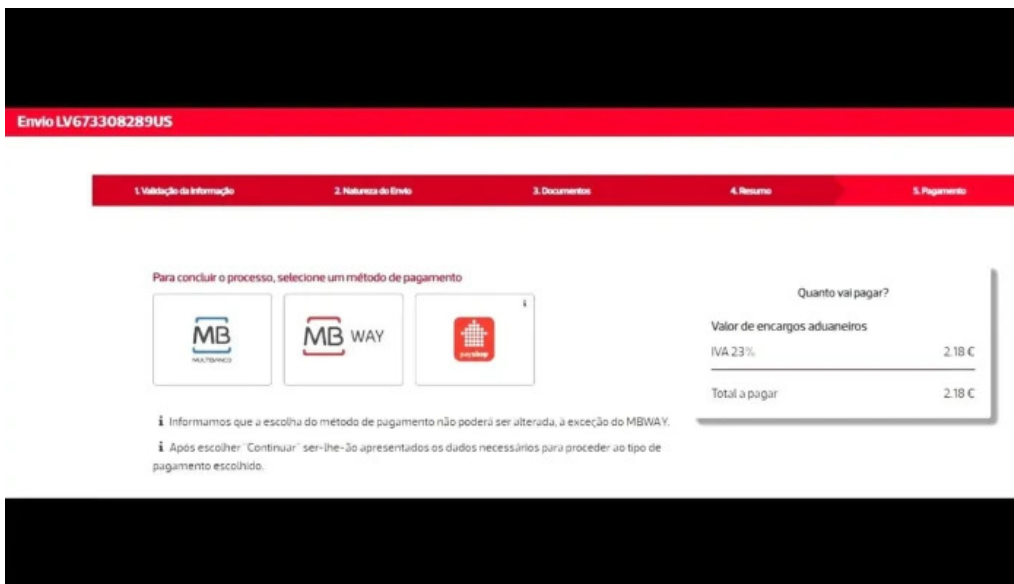 Envio LV673308289US
1. Validação da Informação
2. Natureza do Envio
3. Documentos
4. Resumo
5. Pagamento
Para concluir o processo, selecione um método de pagamento
MB
MULTIBANCO
MB WAY
i
payshop
Quanto vai pagar?
Valor de encargos aduaneiros
IVA 23% 2.18 €
Total a pagar 2.18 €
i Informamos que a escolha do método de pagamento não poderá ser alterada, à exceção do MBWAY.
i Após escolher "Continuar" ser-lhe-ão apresentados os dados necessários para proceder ao tipo de
pagamento escolhido.